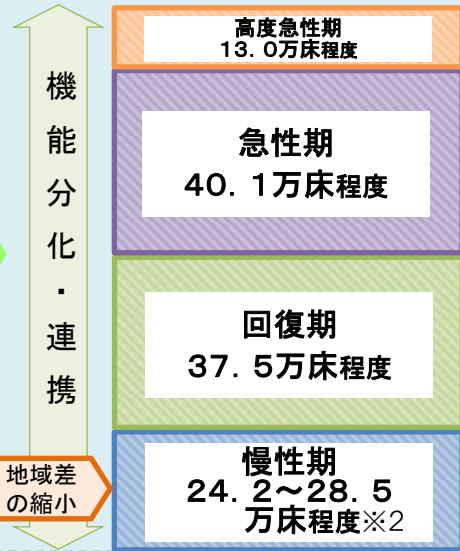 機能分化・連携
地域差
の縮小
高度急性期
13.0万床程度
急性期
40.1万床程度
回復期
37.5万床程度
慢性期
24.2～28.5
万床程度※2